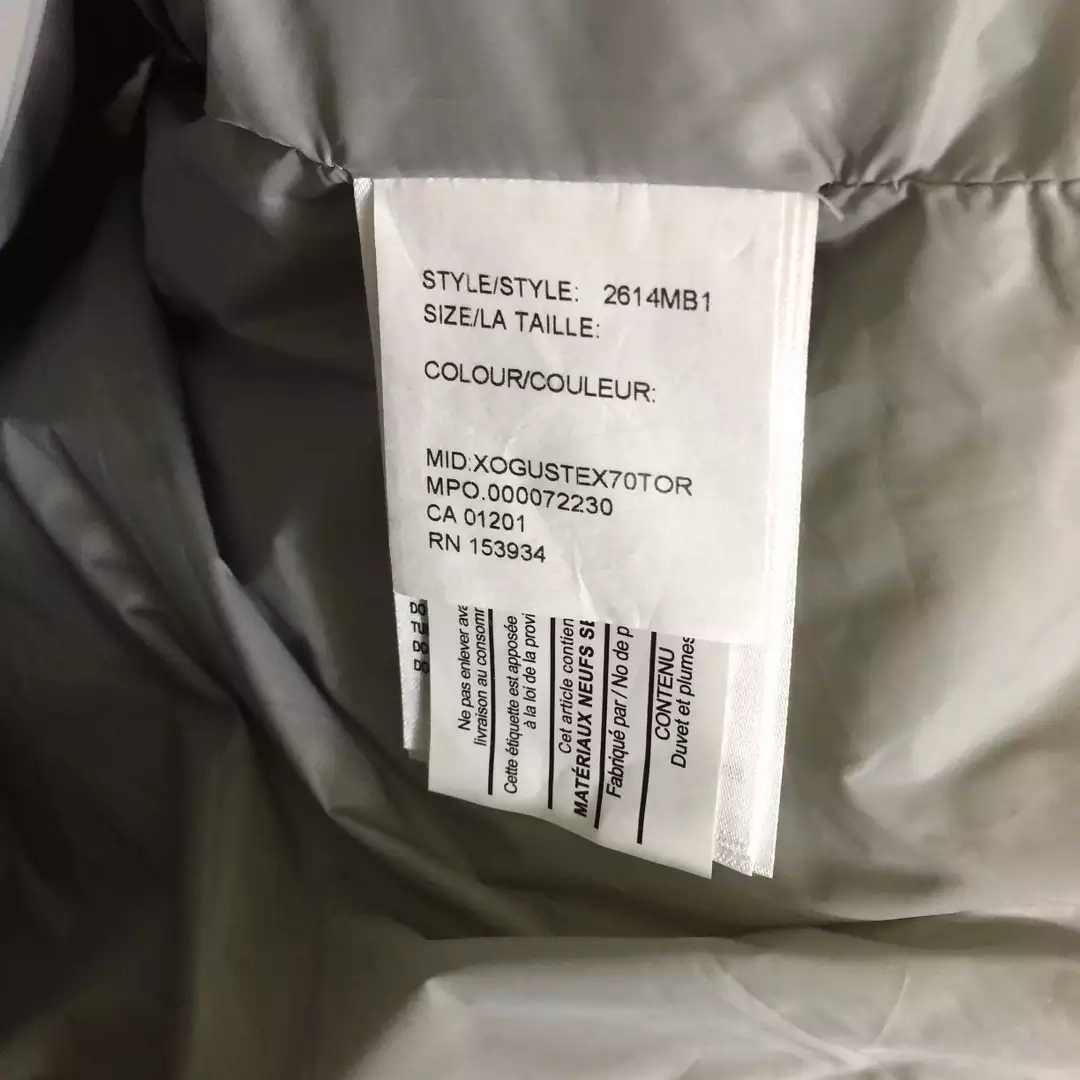 STYLE/STYLE: 2614MB1
SIZE/LA TAILLE:
COLOUR/COULEUR:
MID:XOGUSTEX70TOR
MPO.000072230
CA 01201
RN 153934
Ne pas enlever ava
livraison au consomm
Cette étiquette est apposée
à la loi de la provi
Cet article contien
MATÉRIAUX NEUFS SE
Fabriqué par / No de p
CONTENU
Duvet et plumes